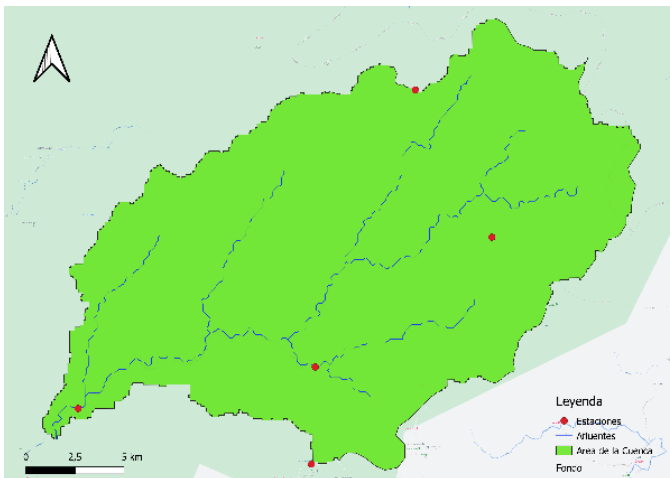 Leyenda
Estaciones
Afluentes
Area de la Cuenca
Fondo
0 2,5 5 km